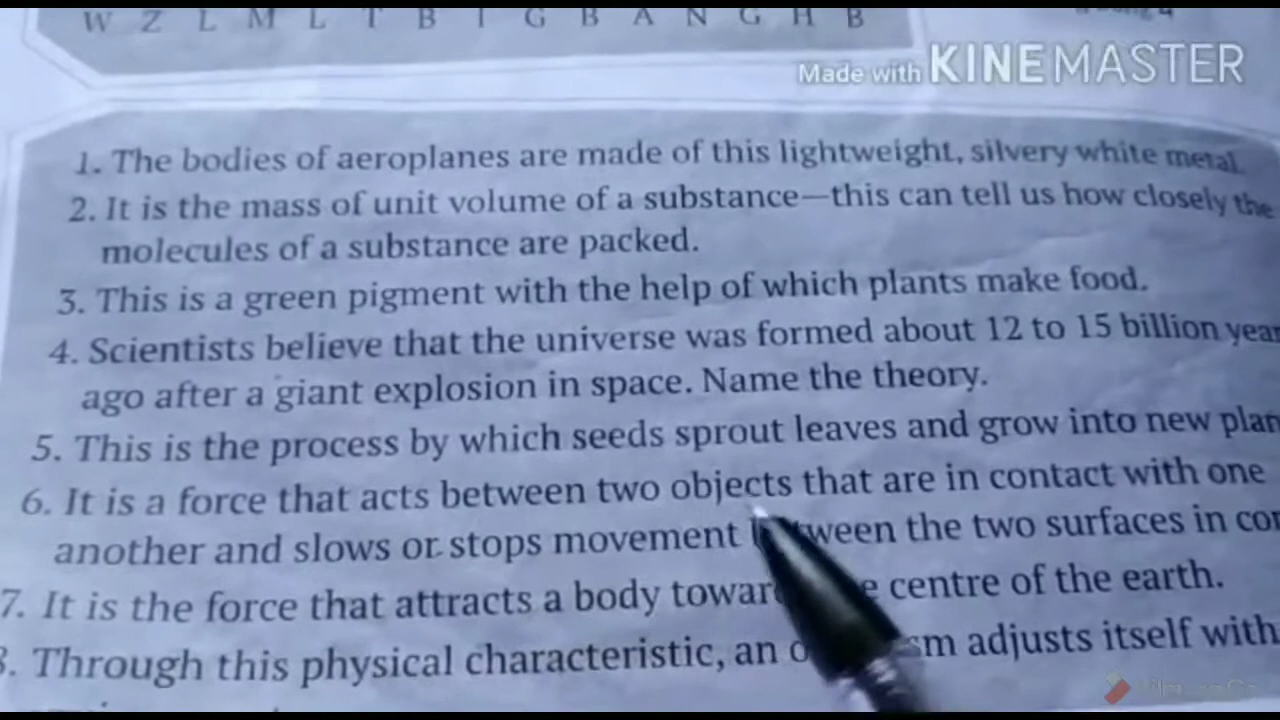 W Z L M L T B I G B A N G H B
Made with KINEMASTER
1. The bodies of aeroplanes are made of this lightweight, silvery white metal.
2. It is the mass of unit volume of a substance—this can tell us how closely the
molecules of a substance are packed.
3. This is a green pigment with the help of which plants make food.
4. Scientists believe that the universe was formed about 12 to 15 billion year
ago after a giant explosion in space. Name the theory.
5. This is the process by which seeds sprout leaves and grow into new plan
6. It is a force that acts between two objects that are in contact with one
another and slows or stops movement between the two surfaces in con
7. It is the force that attracts a body toward centre of the earth.
8. Through this physical characteristic, an adjusts itself with